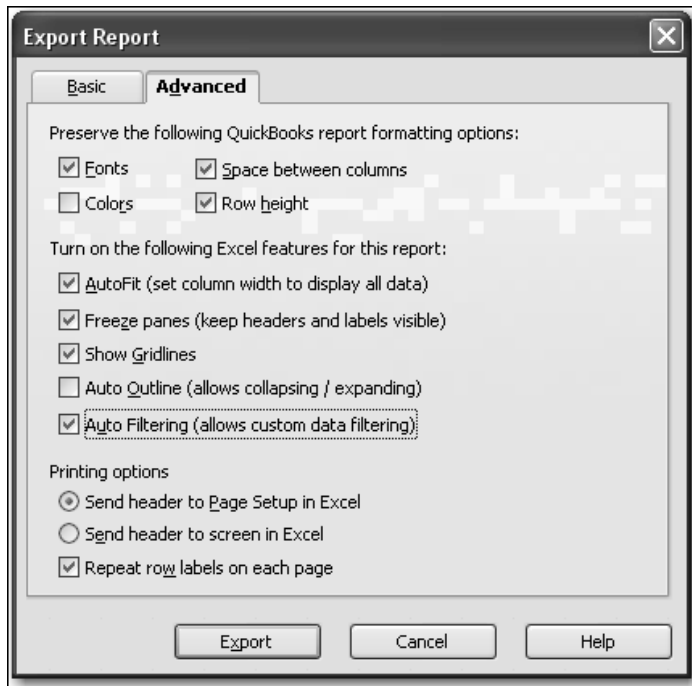 Export Report
Basic Advanced
Preserve the following QuickBooks report formatting options:
Fonts Space between columns
Colors Row height
Turn on the following Excel features for this report:
AutoFit (set column width to display all data)
Freeze panes (keep headers and labels visible)
Show Gridlines
Auto Outline (allows collapsing / expanding)
Auto Filtering (allows custom data filtering)
Printing options
Send header to Page Setup in Excel
Send header to screen in Excel
Repeat row labels on each page
Export Cancel Help